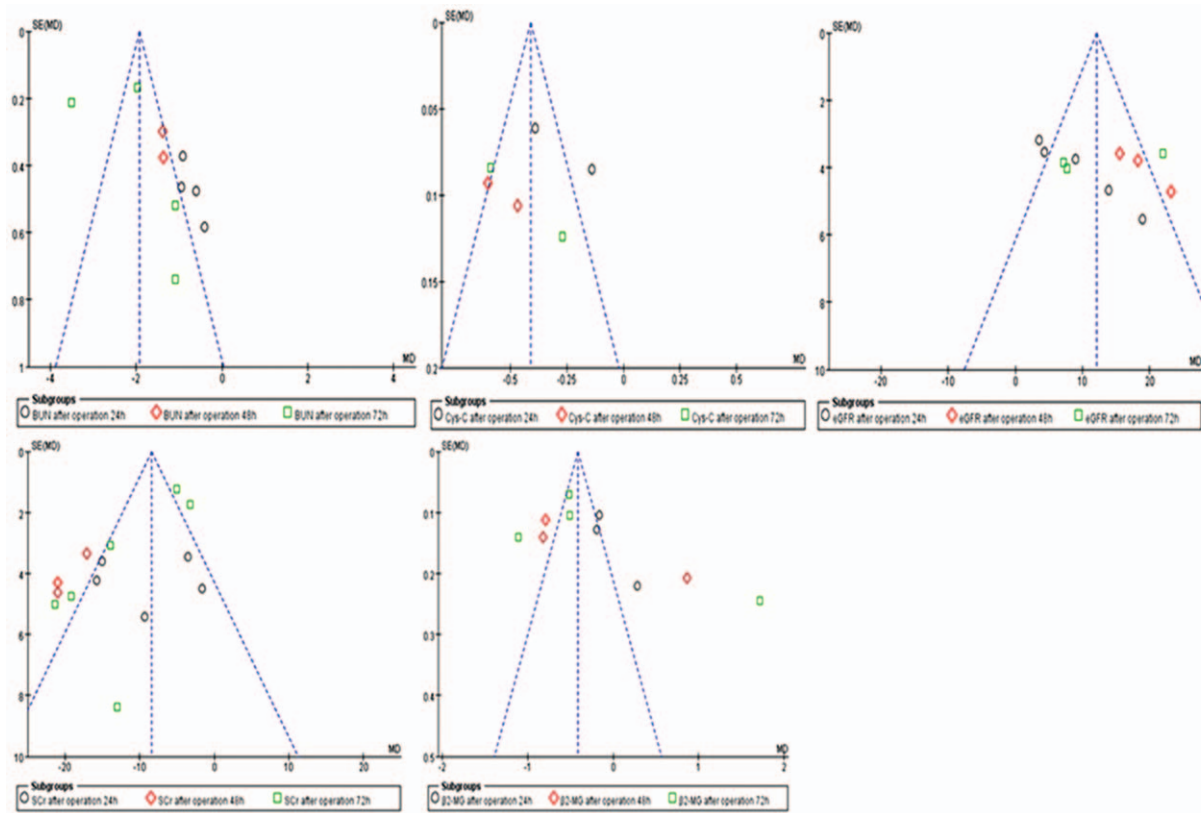 SE(MD)
0
0.2
0.4
0.6
0.8
1
MD
-4 -2 0 2 4
Subgroups
BUN after operation 24h BUN after operation 48h BUN after operation 72h
SE(MD)
0
0.05
0.1
0.15
0.2
MD
-0.5 -0.25 0 0.25 0.5
Subgroups
Cys-C after operation 24h Cys-C after operation 48h Cys-C after operation 72h
SE(MD)
0
2
4
6
8
10
MD
-20 -10 0 10 20
Subgroups
eGFR after operation 24h eGFR after operation 48h eGFR after operation 72h
SE(MD)
0
2
4
6
8
10
MD
-20 -10 0 10 20
Subgroups
SCr after operation 24h SCr after operation 48h SCr after operation 72h
SE(MD)
0
0.1
0.2
0.3
0.4
0.5
MD
-2 -1 0 1 2
Subgroups
β2-MG after operation 24h β2-MG after operation 48h β2-MG after operation 72h